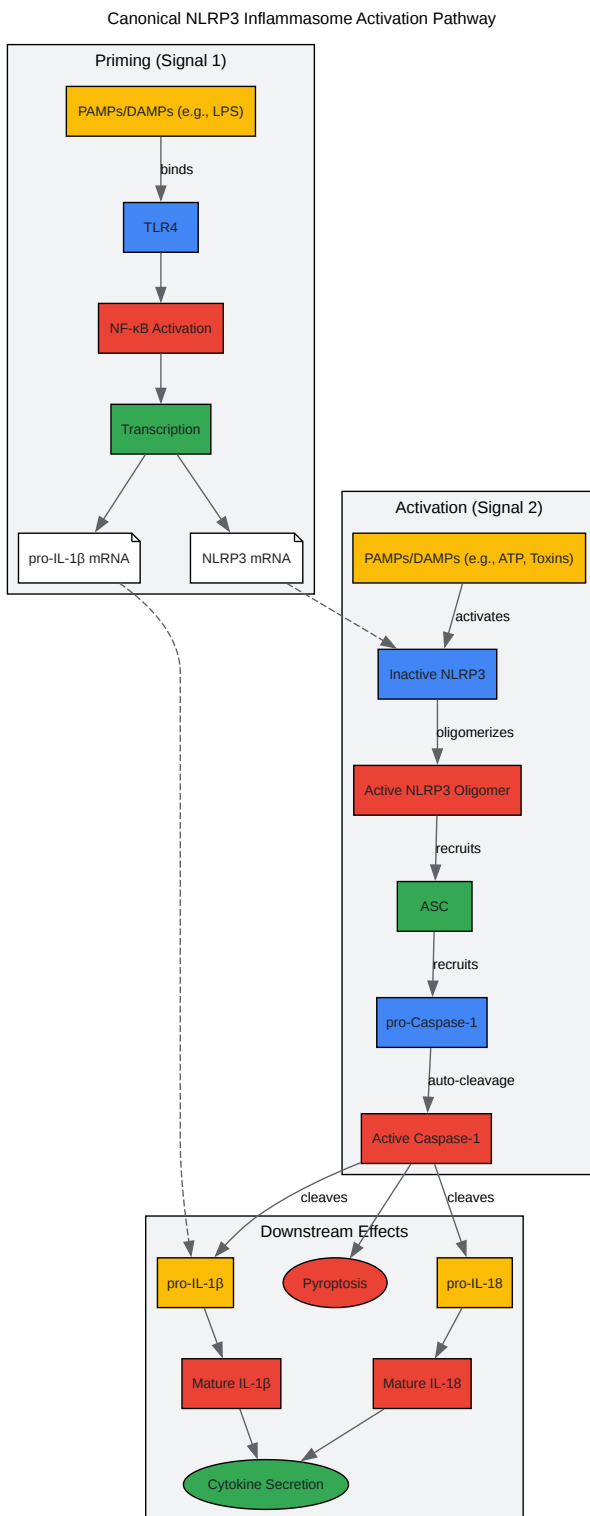 Canonical NLRP3 Inflammasome Activation Pathway
Priming (Signal 1)
PAMPs/DAMPs (e.g., LPS)
binds
TLR4
NF-κB Activation
Transcription
pro-IL-1β mRNA
NLRP3 mRNA
Activation (Signal 2)
PAMPs/DAMPs (e.g., ATP, Toxins)
activates
Inactive NLRP3
oligomerizes
Active NLRP3 Oligomer
recruits
ASC
recruits
pro-Caspase-1
auto-cleavage
Active Caspase-1
cleaves
cleaves
Downstream Effects
pro-IL-1β
Pyroptosis
pro-IL-18
Mature IL-1β
Mature IL-18
Cytokine Secretion